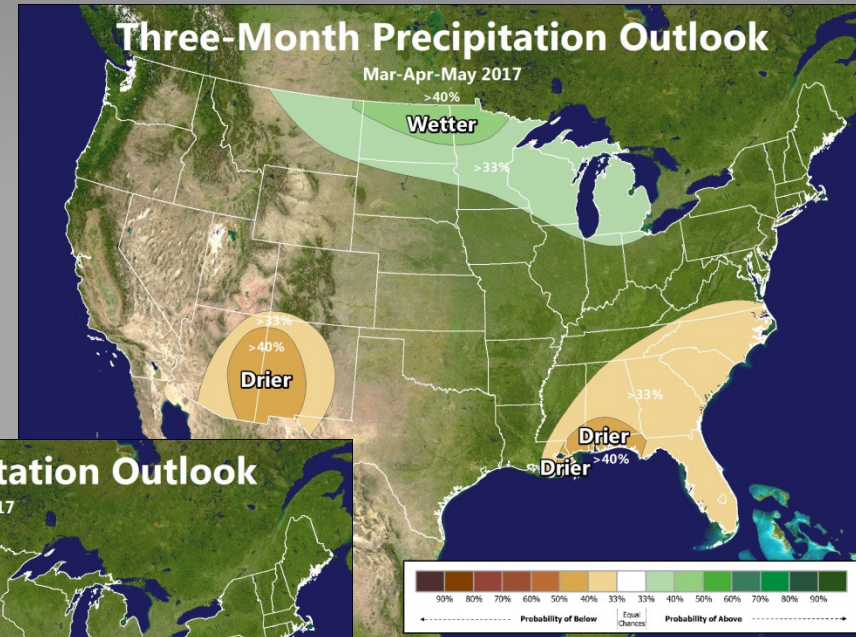 Three-Month Precipitation Outlook
Mar-Apr-May 2017
>40%
Wetter
>33%
>33%
>40%
Drier
>33%
Drier
Drier
>40%
tation Outlook
17
90% 80% 70% 60% 50% 40% 33% 33% 40% 50% 60% 70% 80% 90%
Probability of Below Equal Chances Probability of Above